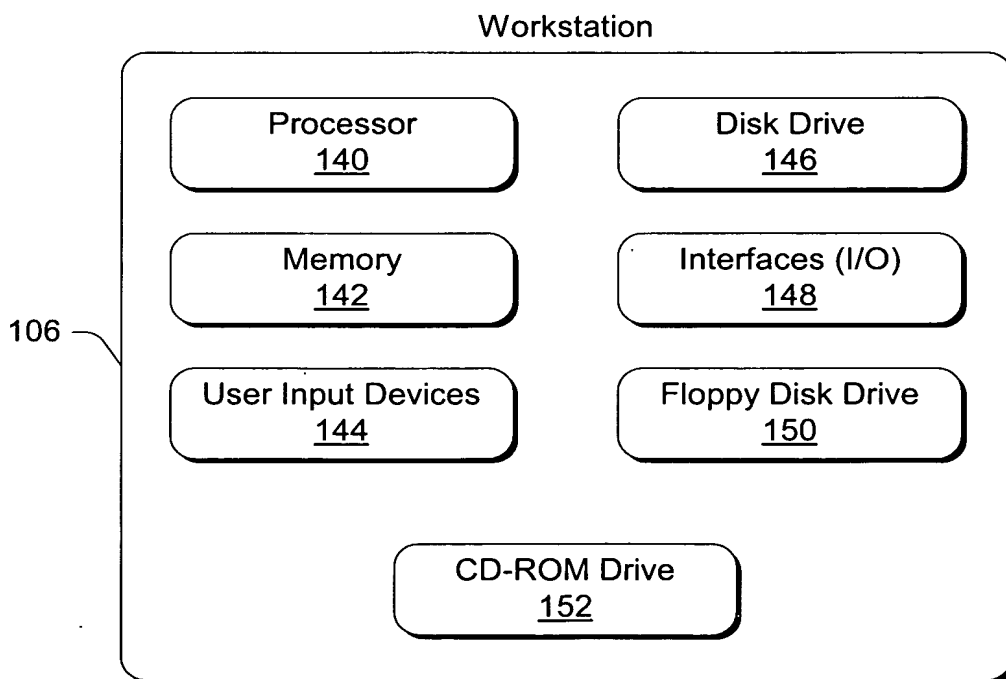 Workstation
Processor
140
Disk Drive
146
Memory
142
Interfaces (I/O)
148
106
User Input Devices
144
Floppy Disk Drive
150
CD-ROM Drive
152